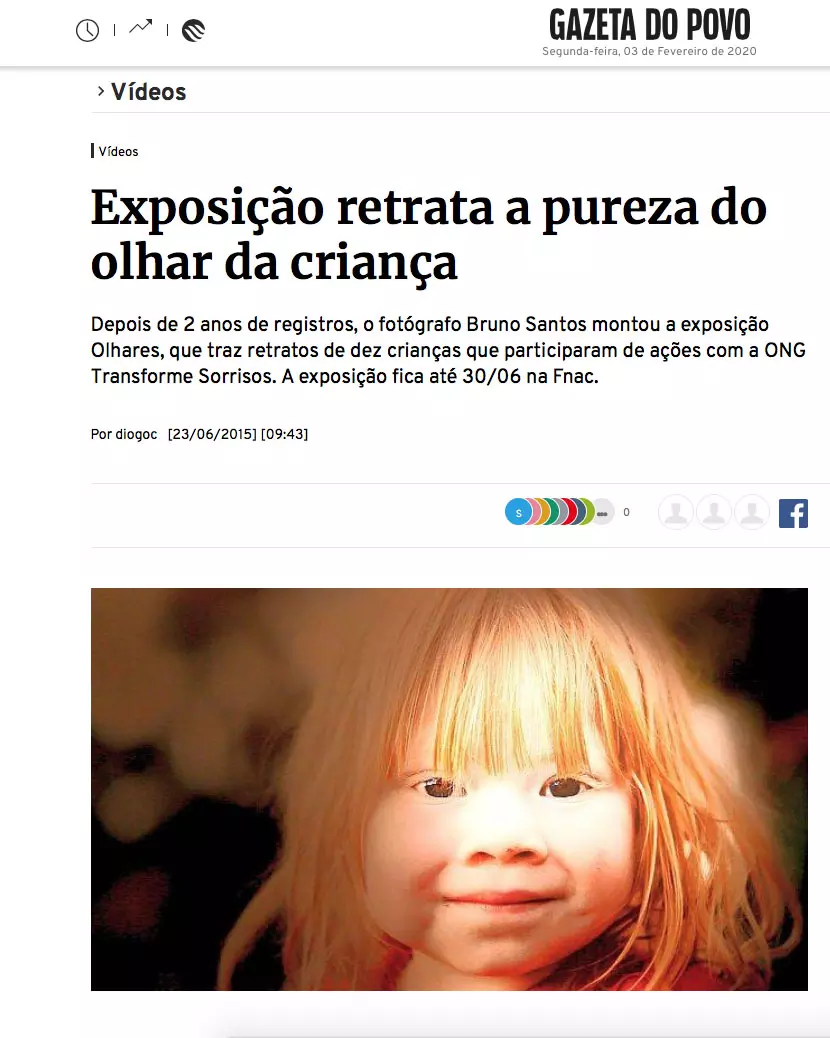 GAZETA DO POVO
Segunda-feira, 03 de Fevereiro de 2020
Vídeos
Vídeos
Exposição retrata a pureza do
olhar da criança
Depois de 2 anos de registros, o fotógrafo Bruno Santos montou a exposição
Olhares, que traz retratos de dez crianças que participaram de ações com a ONG
Transforme Sorrisos. A exposição fica até 30/06 na Fnac.
Por diogoc [23/06/2015] [09:43]
s 0 f